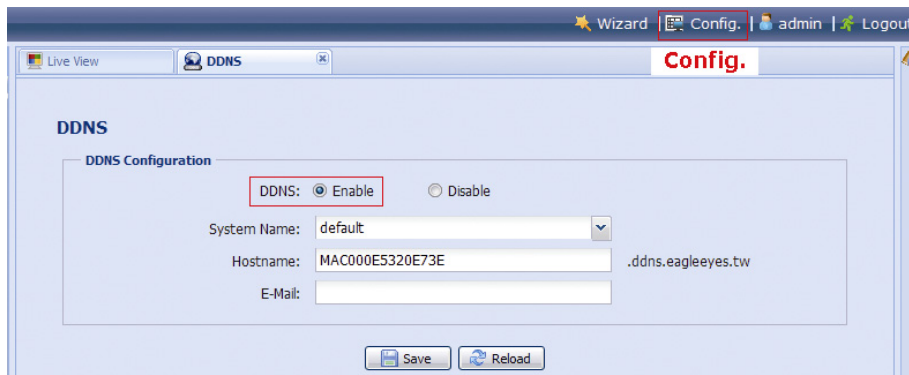 Wizard | Config. | admin | Logout
Live View DDNS
Config.
DDNS
DDNS Configuration
DDNS: Enable Disable
System Name: default
Hostname: MAC000E5320E73E .ddns.eagleeyes.tw
E-Mail:
Save Reload